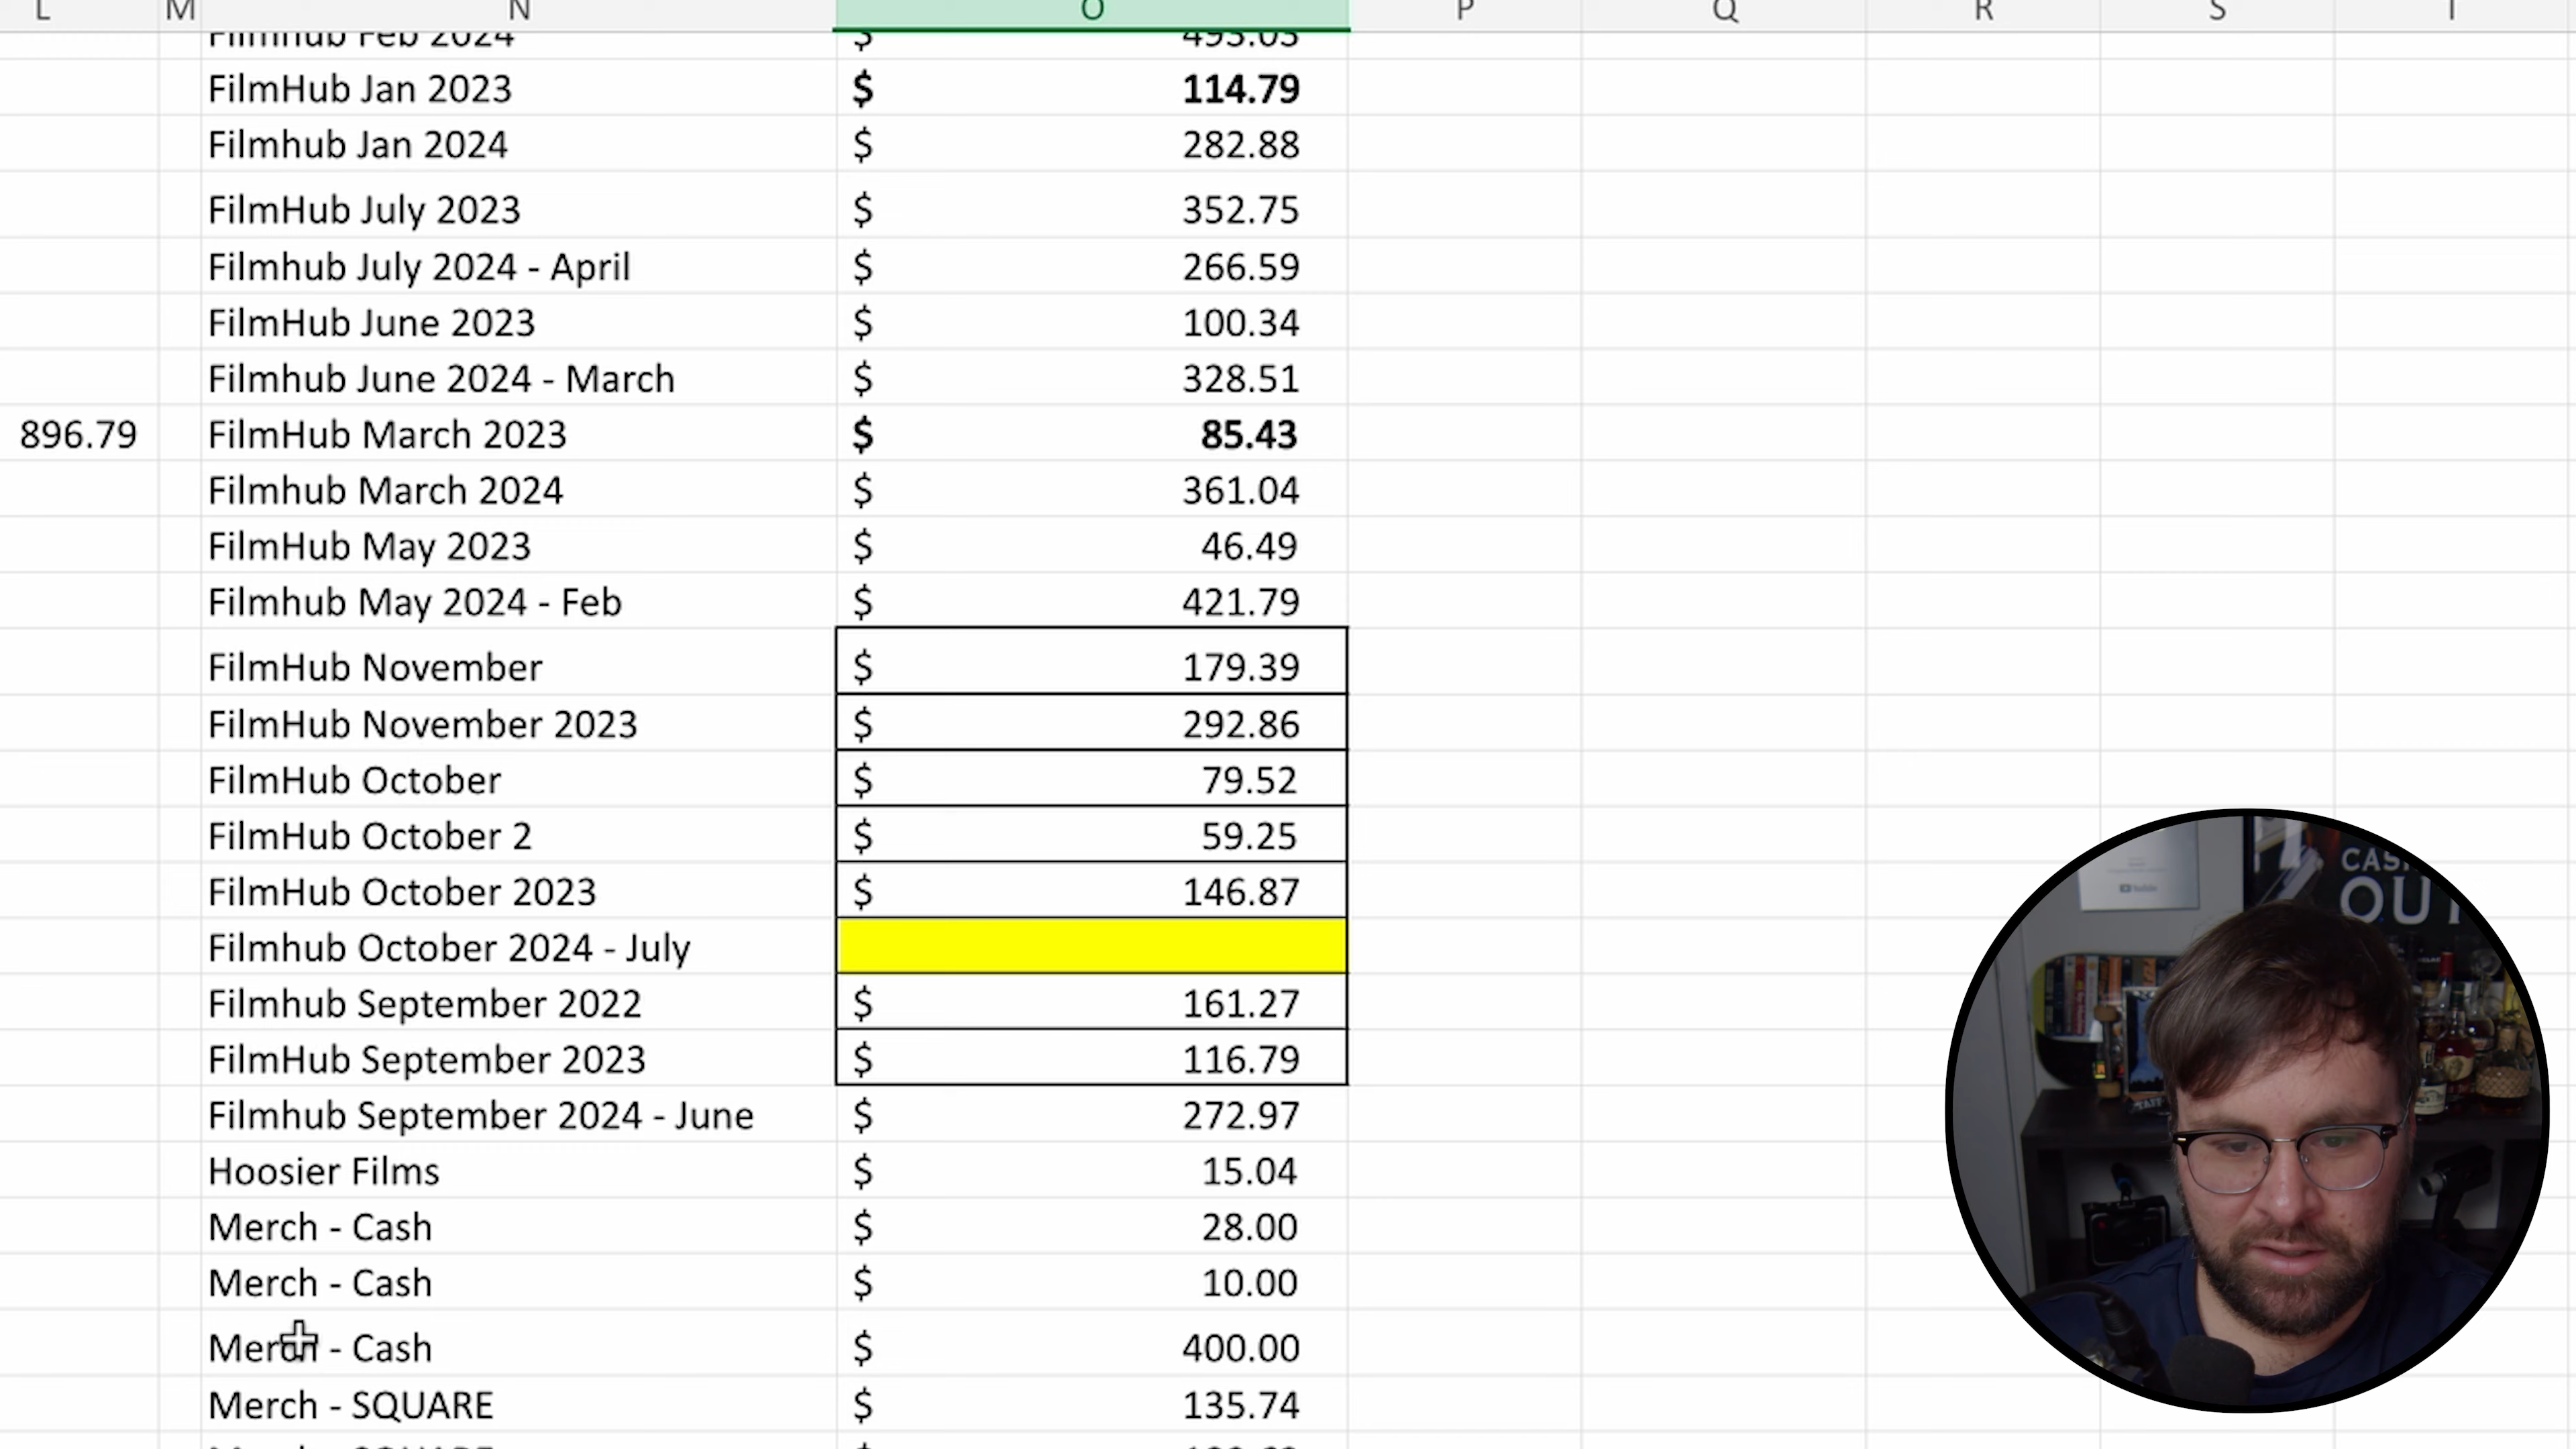 L M N O P Q R S T
Filmhub Feb 2024 $ 493.03
FilmHub Jan 2023 $ 114.79
Filmhub Jan 2024 $ 282.88
FilmHub July 2023 $ 352.75
Filmhub July 2024 - April $ 266.59
FilmHub June 2023 $ 100.34
Filmhub June 2024 - March $ 328.51
896.79 FilmHub March 2023 $ 85.43
Filmhub March 2024 $ 361.04
FilmHub May 2023 $ 46.49
Filmhub May 2024 - Feb $ 421.79
FilmHub November $ 179.39
FilmHub November 2023 $ 292.86
FilmHub October $ 79.52
FilmHub October 2 $ 59.25
FilmHub October 2023 $ 146.87
Filmhub October 2024 - July
Filmhub September 2022 $ 161.27
FilmHub September 2023 $ 116.79
Filmhub September 2024 - June $ 272.97
Hoosier Films $ 15.04
Merch - Cash $ 28.00
Merch - Cash $ 10.00
Merch - Cash $ 400.00
Merch - SQUARE $ 135.74
OUT